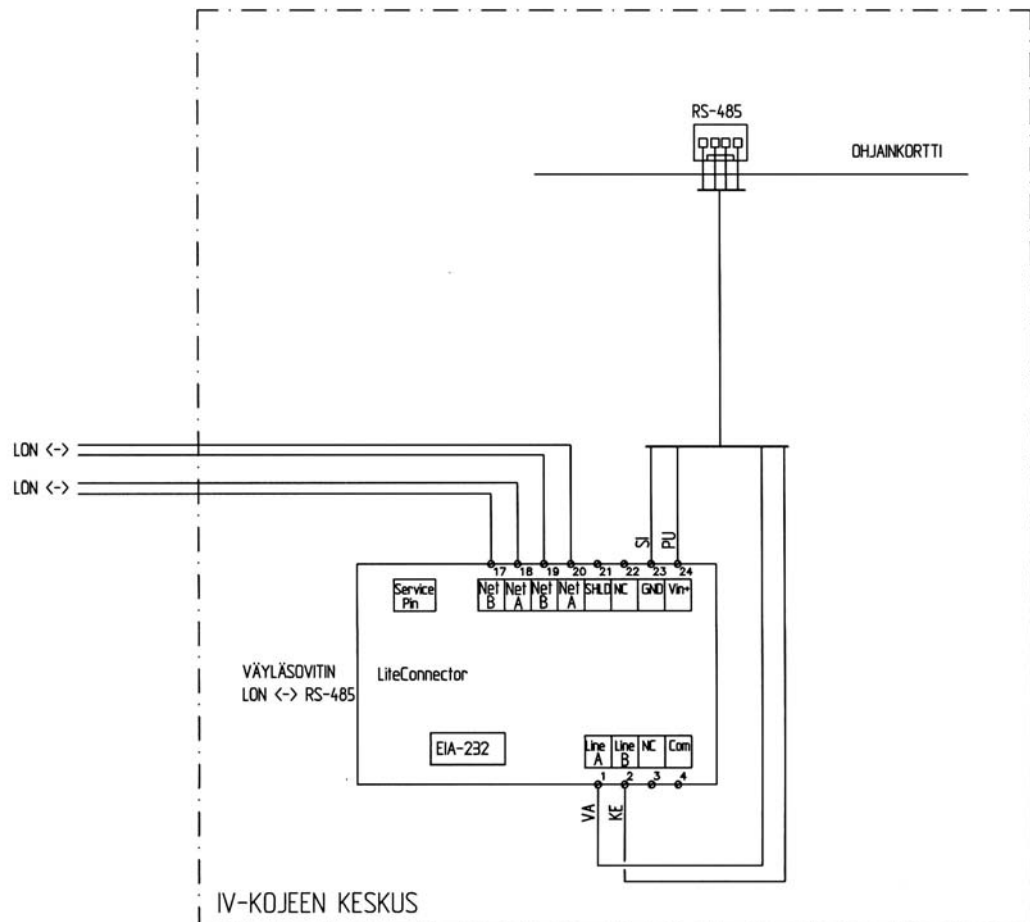 RS-485
OHJAINKORTTI
LON <->
LON <->
SI
PU
17 18 19 20 21 22 23 24
Service Pin
Net B
Net A
Net B
Net A
SHLD
NC
GND
Vin+
VÄYLÄSOVITIN
LON <-> RS-485
LiteConnector
EIA-232
Line A
Line B
NC
Com
1 2 3 4
VA
KE
IV-KOJEEN KESKUS